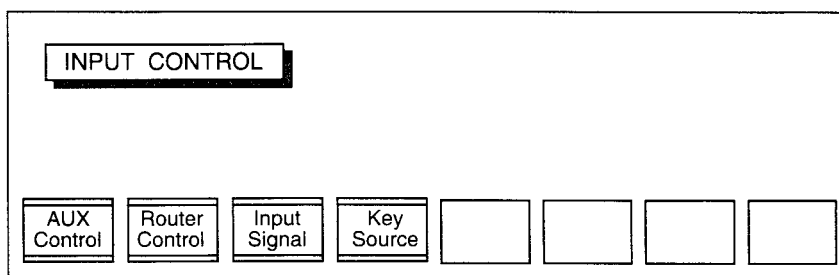 INPUT CONTROL
AUX Control
Router Control
Input Signal
Key Source